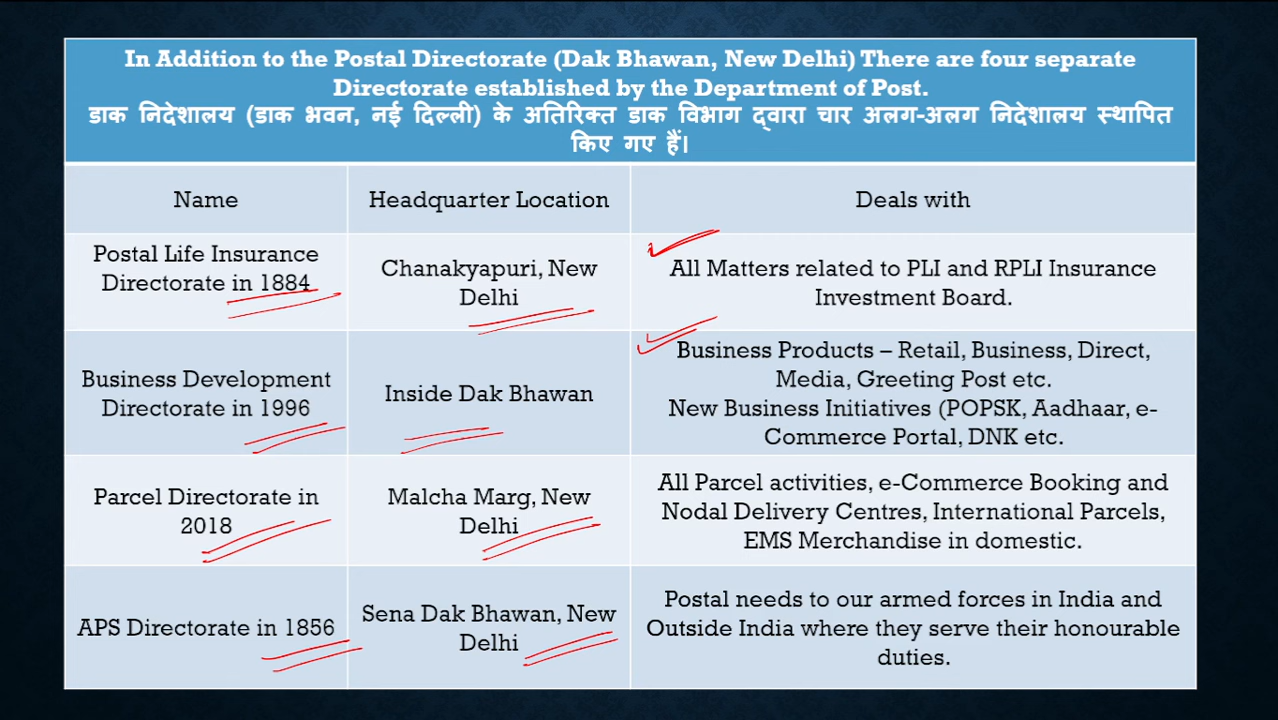 In Addition to the Postal Directorate (Dak Bhawan, New Delhi) There are four separate
Directorate established by the Department of Post.
डाक निदेशालय (डाक भवन, नई दिल्ली) के अतिरिक्त डाक विभाग द्वारा चार अलग-अलग निदेशालय स्थापित
किए गए हैं।
Name
Headquarter Location
Deals with
Postal Life Insurance
Directorate in 1884
Chanakyapuri, New
Delhi
All Matters related to PLI and RPLI Insurance
Investment Board.
Business Development
Directorate in 1996
Inside Dak Bhawan
Business Products – Retail, Business, Direct,
Media, Greeting Post etc.
New Business Initiatives (POPSK, Aadhaar, e-
Commerce Portal, DNK etc.
Parcel Directorate in
2018
Malcha Marg, New
Delhi
All Parcel activities, e-Commerce Booking and
Nodal Delivery Centres, International Parcels,
EMS Merchandise in domestic.
APS Directorate in 1856
Sena Dak Bhawan, New
Delhi
Postal needs to our armed forces in India and
Outside India where they serve their honourable
duties.